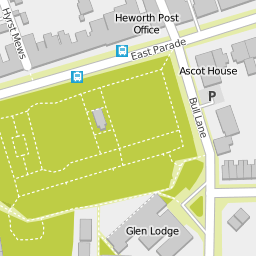 Heworth Post
Office
Hyrst Mews
East Parade
Ascot House
P
Bull Lane
Glen Lodge